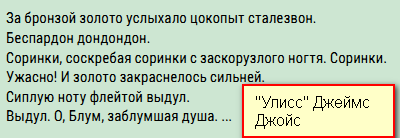 За бронзой золото услыхало цокопыт сталезвон.
Беспардон дондондон.
Соринки, соскребая соринки с заскорузлого ногтя. Соринки.
Ужасно! И золото закраснелось сильней.
Сиплую ноту флейтой выдул.
Выдул. О, Блум, заблумшая душа. ...
"Улисс" Джеймс
Джойс